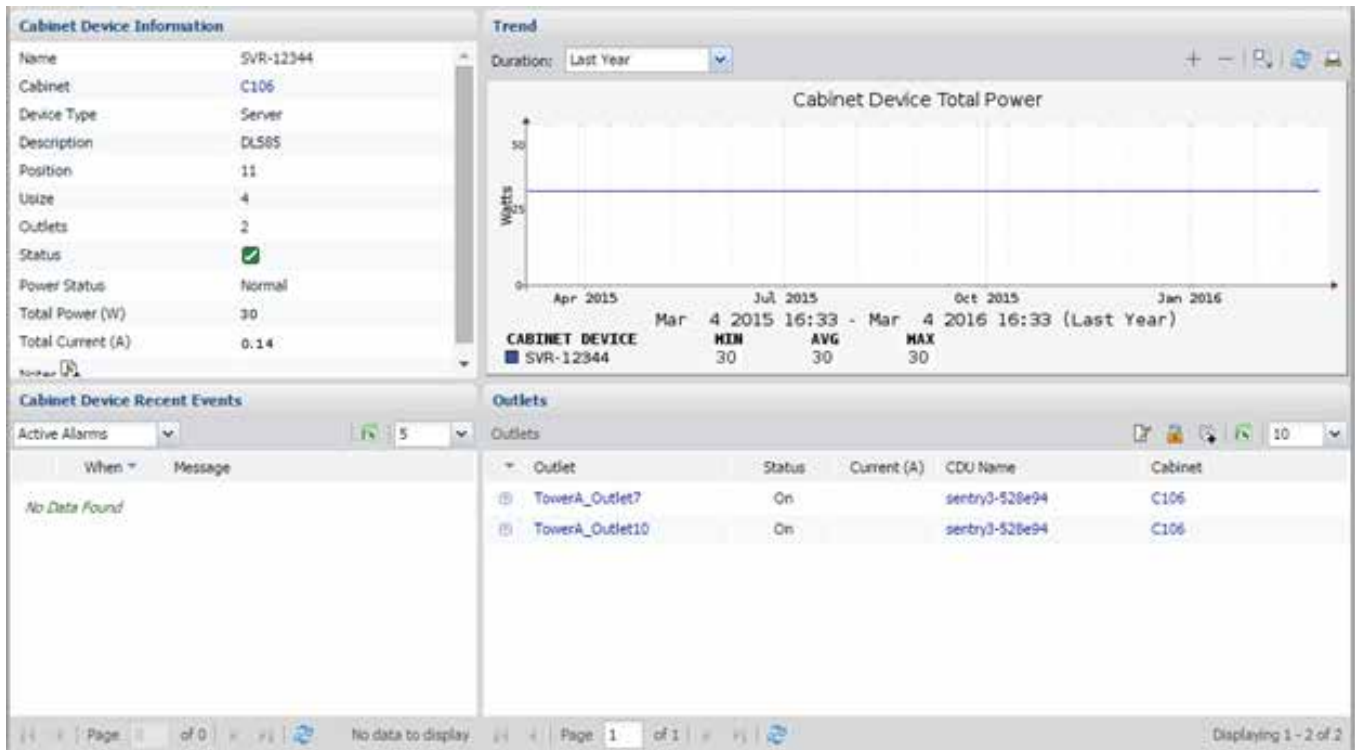 Cabinet Device Information
Name SVR-12344
Cabinet C106
Device Type Server
Description DL585
Position 11
Usize 4
Outlets 2
Status
Power Status Normal
Total Power (W) 30
Total Current (A) 0.14
Notes
Trend
Duration: Last Year
Cabinet Device Total Power
50
25
0
Watts
Apr 2015 Jul 2015 Oct 2015 Jan 2016
Mar 4 2015 16:33 - Mar 4 2016 16:33 (Last Year)
CABINET DEVICE MIN AVG MAX
SVR-12344 30 30 30
Cabinet Device Recent Events
Active Alarms 5
When Message
No Data Found
Page of 0 No data to display
Outlets
Outlets 10
Outlet Status Current (A) CDU Name Cabinet
TowerA_Outlet7 On sentry3-528e94 C106
TowerA_Outlet10 On sentry3-528e94 C106
Page 1 of 1 Displaying 1 - 2 of 2